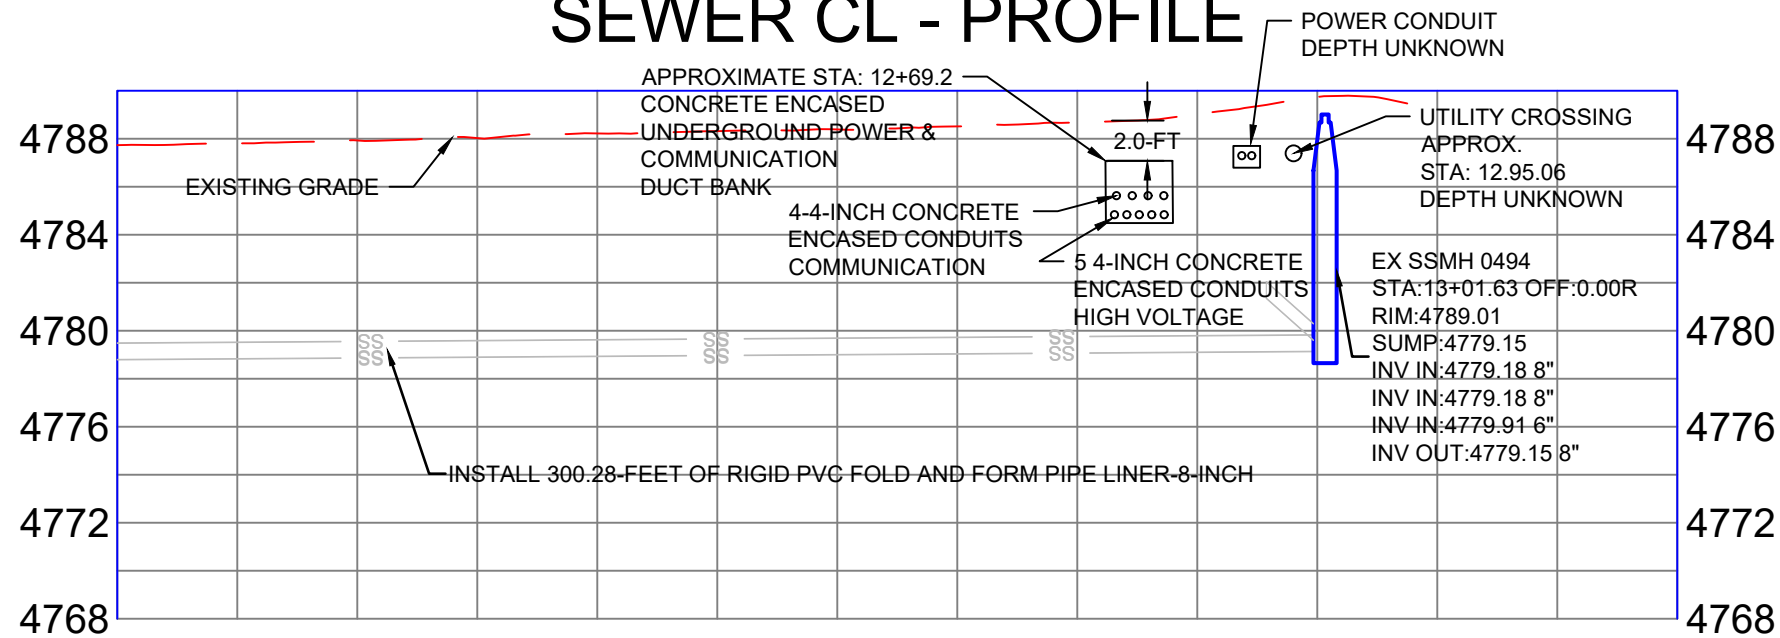 SEWER CL - PROFILE
POWER CONDUIT
DEPTH UNKNOWN
APPROXIMATE STA: 12+69.2
CONCRETE ENCASED
UNDERGROUND POWER &
COMMUNICATION
DUCT BANK
2.0-FT
UTILITY CROSSING
APPROX.
STA: 12.95.06
DEPTH UNKNOWN
EXISTING GRADE
4-4-INCH CONCRETE
ENCASED CONDUITS
COMMUNICATION
5 4-INCH CONCRETE
ENCASED CONDUITS
HIGH VOLTAGE
EX SSMH 0494
STA:13+01.63 OFF:0.00R
RIM:4789.01
SUMP:4779.15
INV IN:4779.18 8"
INV IN:4779.18 8"
INV IN:4779.91 6"
INV OUT:4779.15 8"
SS SS SS
SS SS SS
INSTALL 300.28-FEET OF RIGID PVC FOLD AND FORM PIPE LINER-8-INCH
4788 4788
4784 4784
4780 4780
4776 4776
4772 4772
4768 4768